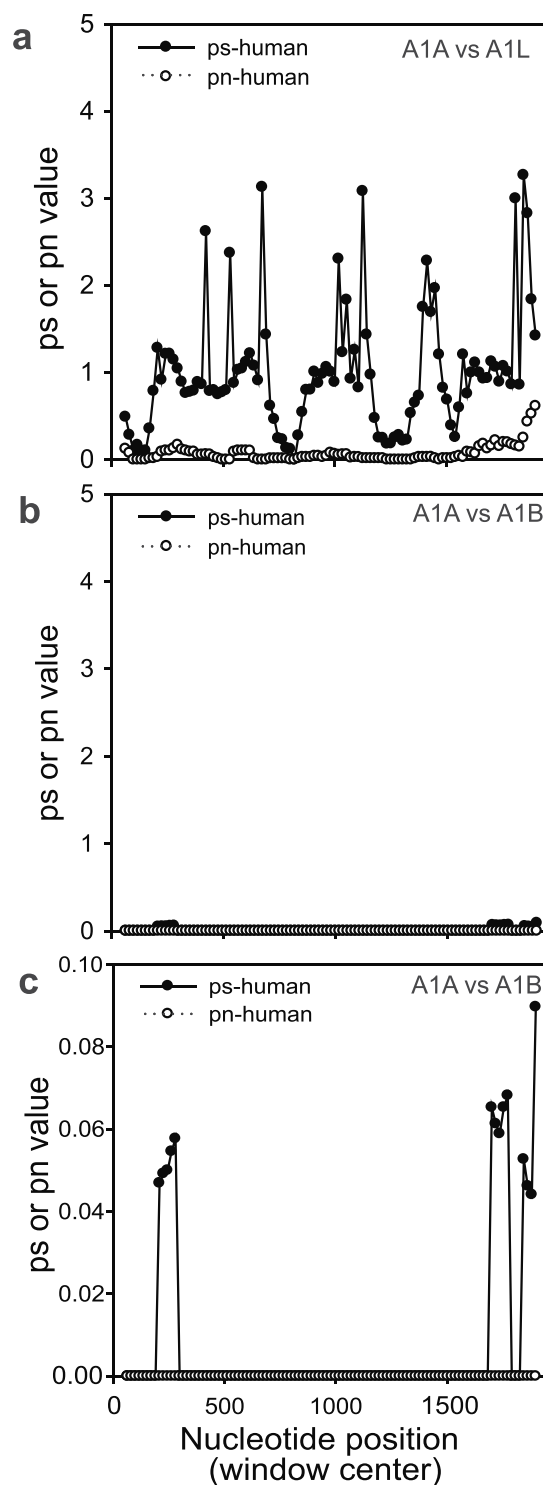 a
ps-human
pn-human
A1A vs A1L
ps or pn value
5
4
3
2
1
0
b
ps-human
pn-human
A1A vs A1B
ps or pn value
5
4
3
2
1
0
c
ps-human
pn-human
A1A vs A1B
ps or pn value
0.10
0.08
0.06
0.04
0.02
0.00
0 500 1000 1500
Nucleotide position
(window center)